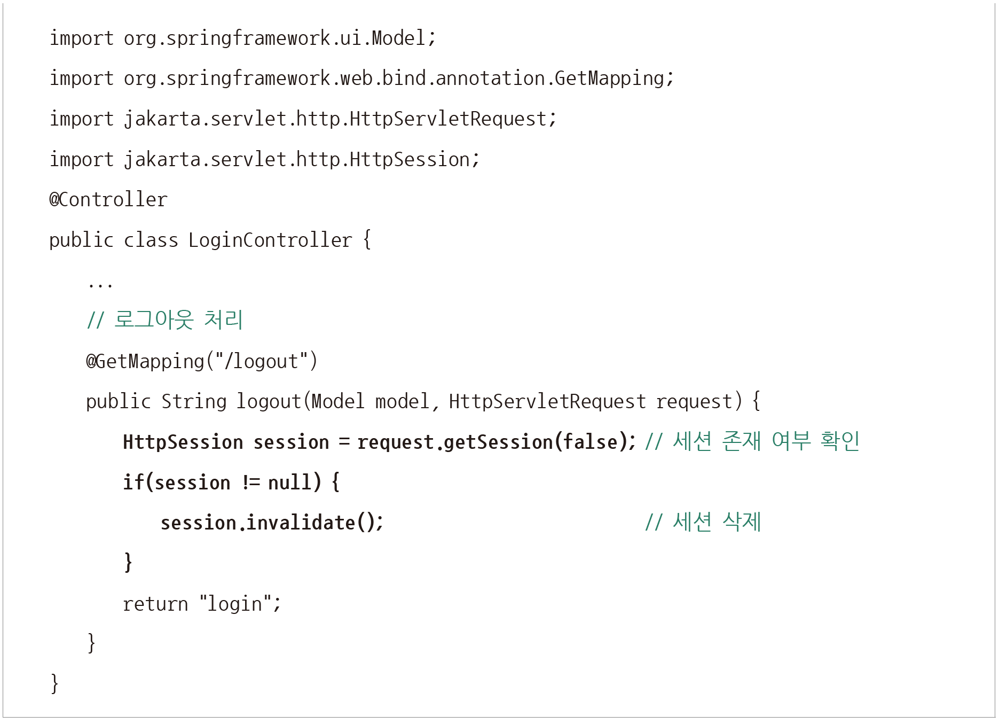 import org.springframework.ui.Model;
import org.springframework.web.bind.annotation.GetMapping;
import jakarta.servlet.http.HttpServletRequest;
import jakarta.servlet.http.HttpSession;
@Controller
public class LoginController {
...
// 로그아웃 처리
@GetMapping("/logout")
public String logout(Model model, HttpServletRequest request) {
HttpSession session = request.getSession(false); // 세션 존재 여부 확인
if(session != null) {
session.invalidate(); // 세션 삭제
}
return "login";
}
}